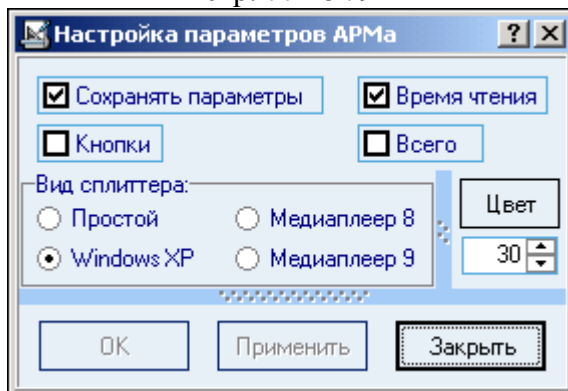 Настройка параметров АРМа
Сохранять параметры Время чтения
Кнопки Всего
Вид сплиттера:
Простой Медиаплеер 8 Цвет
Windows XP Медиаплеер 9 30
OK Применить Закрыть